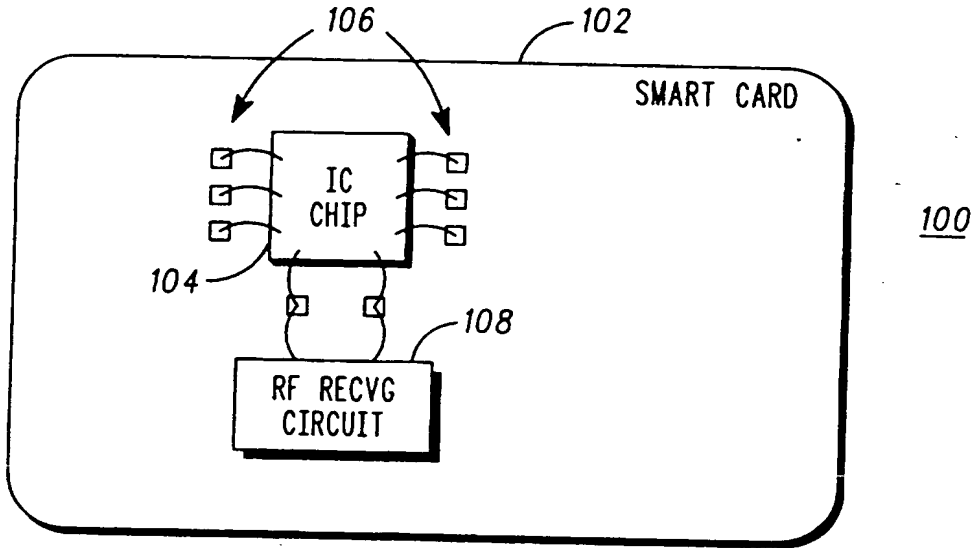 106
102
SMART CARD
IC
CHIP
100
104
108
RF RECVG
CIRCUIT